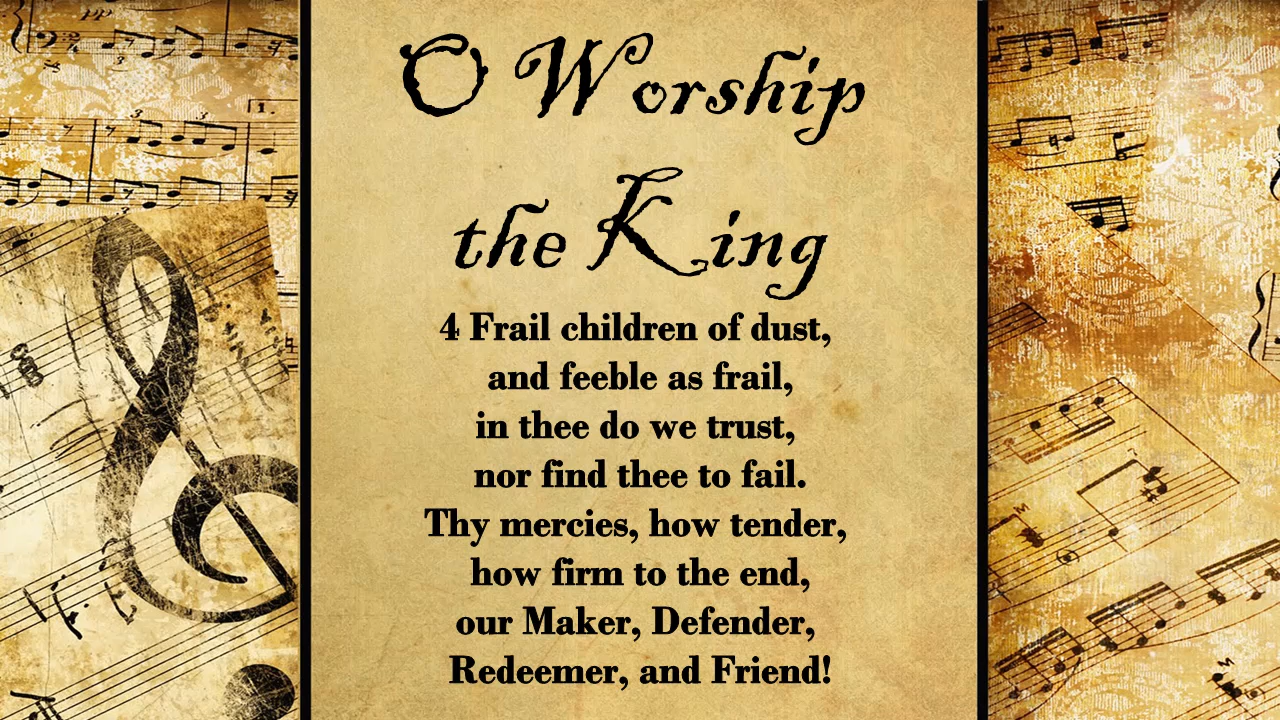 O Worship
the King
4 Frail children of dust,
and feeble as frail,
in thee do we trust,
nor find thee to fail.
Thy mercies, how tender,
how firm to the end,
our Maker, Defender,
Redeemer, and Friend!